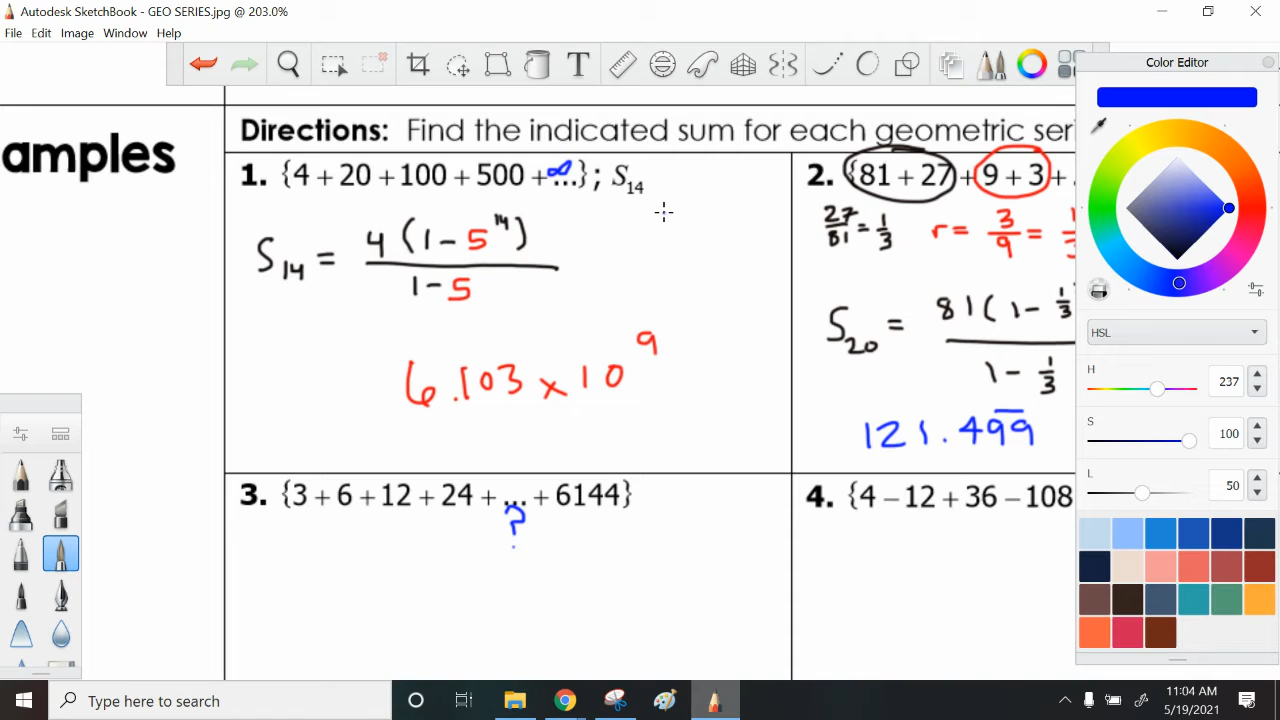 Autodesk SketchBook - GEO SERIES.jpg @ 203.0%
File Edit Image Window Help
Color Editor
amples
Directions: Find the indicated sum for each geometric seri
1. {4 + 20 + 100 + 500 + ∞...} ; S14
S14 = 4 (1 - 5^14) / 1 - 5
6.103 x 10^9
2. {81 + 27 + 9 + 3 +
27/81 = 1/3 r = 3/9 = 1/3
S20 = 81 ( 1 - 1/3 / 1 - 1/3
121.499
3. {3 + 6 + 12 + 24 + ... + 6144}
?
4. {4 − 12 + 36 − 108
HSL
H 237
S 100
L 50
Type here to search
11:04 AM
5/19/2021